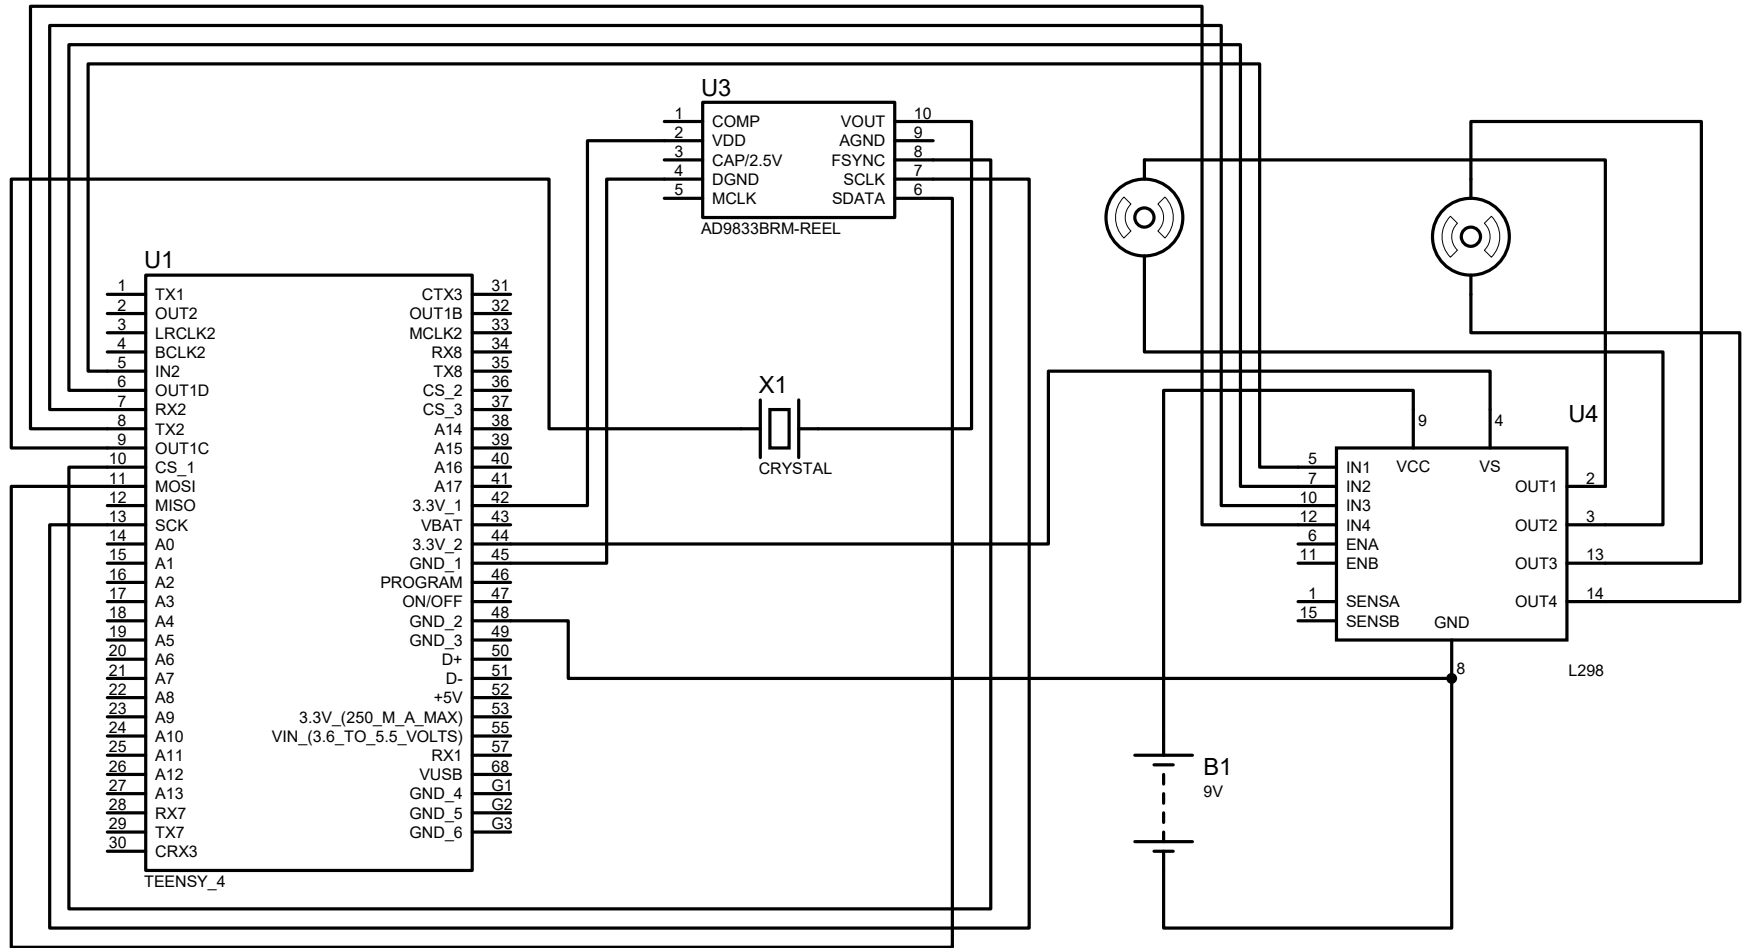 U3
1 COMP VOUT 10
2 VDD AGND 9
3 CAP/2.5V FSYNC 8
4 DGND SCLK 7
5 MCLK SDATA 6
AD9833BRM-REEL
U1
1 TX1 CTX3 31
2 OUT2 OUT1B 32
3 LRCLK2 MCLK2 33
4 BCLK2 RX8 34
5 IN2 TX8 35
6 OUT1D CS_2 36
7 RX2 CS_3 37
8 TX2 A14 38
9 OUT1C A15 39
10 CS_1 A16 40
11 MOSI A17 41
12 MISO 3.3V_1 42
13 SCK VBAT 43
14 A0 3.3V_2 44
15 A1 GND_1 45
16 A2 PROGRAM 46
17 A3 ON/OFF 47
18 A4 GND_2 48
19 A5 GND_3 49
20 A6 D+ 50
21 A7 D- 51
22 A8 +5V 52
23 A9 3.3V_(250_M_A_MAX) 53
24 A10 VIN_(3.6_TO_5.5_VOLTS) 55
25 A11 RX1 57
26 A12 VUSB 68
27 A13 GND_4 G1
28 RX7 GND_5 G2
29 TX7 GND_6 G3
30 CRX3
TEENSY_4
X1
CRYSTAL
U4
9 4
5 IN1 VCC VS
7 IN2 OUT1 2
10 IN3
12 IN4 OUT2 3
6 ENA
11 ENB OUT3 13
1 SENSA OUT4 14
15 SENSB GND
8
L298
B1
9V